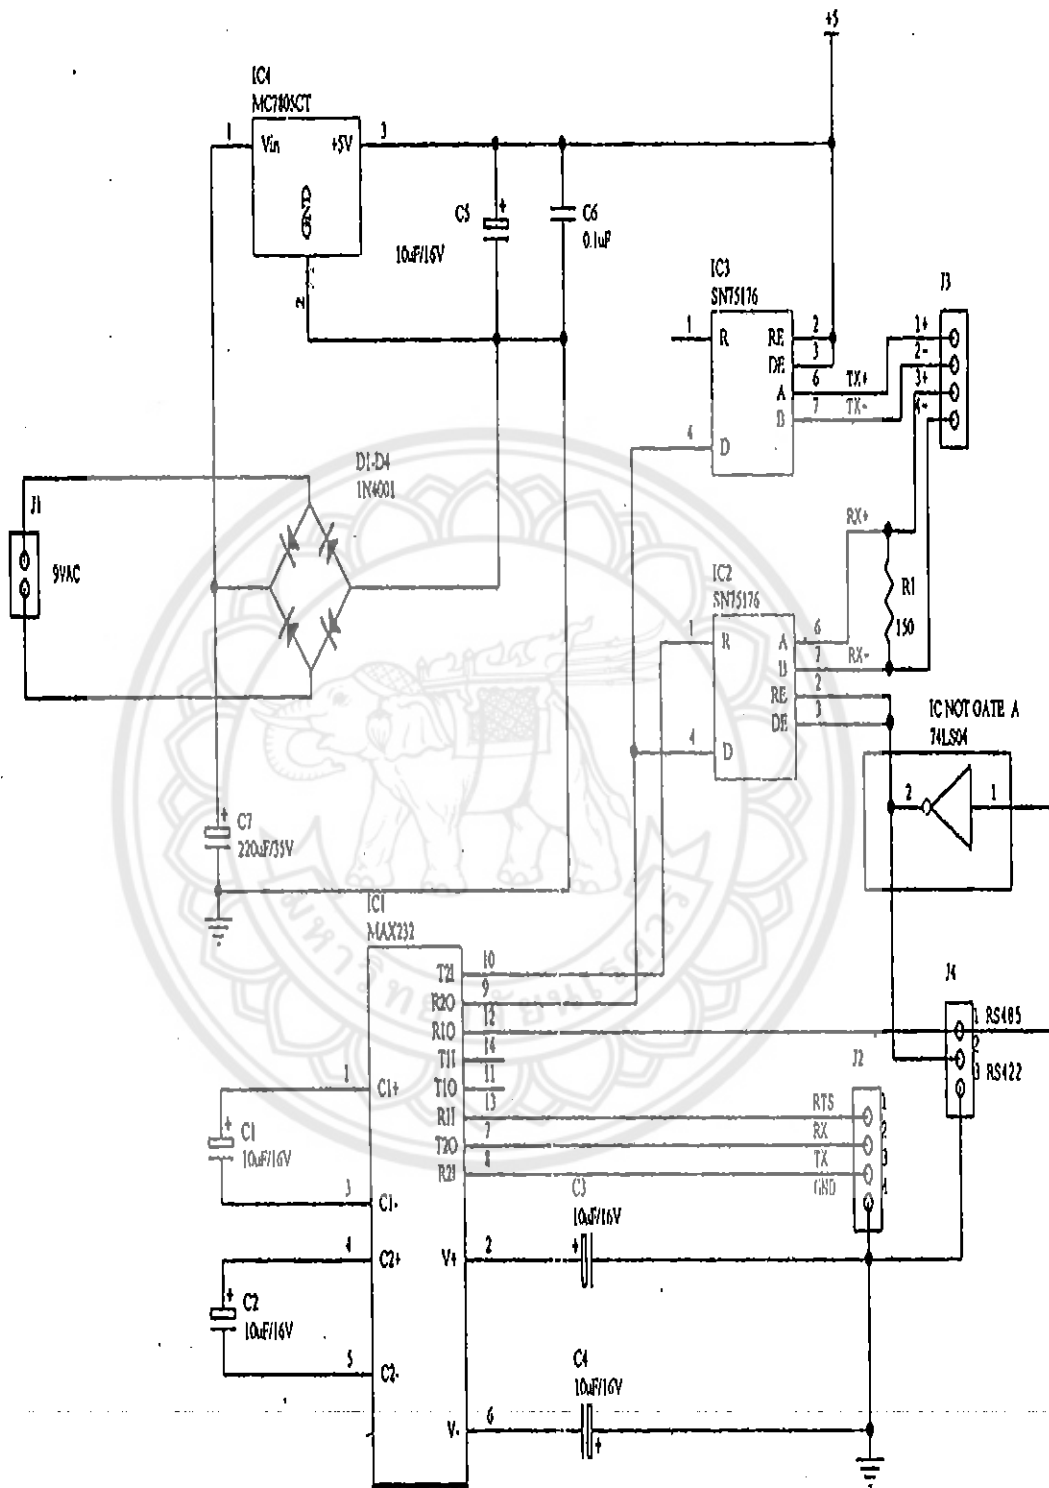 +5
IC4
MC7805CT
1
Vin
+5V
3
GND
2
C5
+
10uF/16V
C6
0.1uF
IC3
SN75176
1
R
RE
2
DE
3
A
6
TX+
B
7
TX-
4
D
J3
1+
2-
3+
4-
J1
9VAC
D1-D4
1N4001
RX+
R1
150
IC2
SN75176
1
R
A
6
B
7
RX-
RE
2
DE
3
4
D
IC NOT GATE A
74LS04
2
1
+
C7
220uF/35V
IC1
MAX232
T2I
10
R2O
9
R1O
12
T1I
14
T1O
11
R1I
13
T2O
7
R2I
8
1
C1+
+
C1
10uF/16V
3
C1-
4
C2+
+
C2
10uF/16V
5
C2-
V+
2
V-
6
C3
10uF/16V
+
C4
10uF/16V
+
J2
RTS
1
RX
2
TX
3
GND
4
J4
1 RS485
2
3 RS422